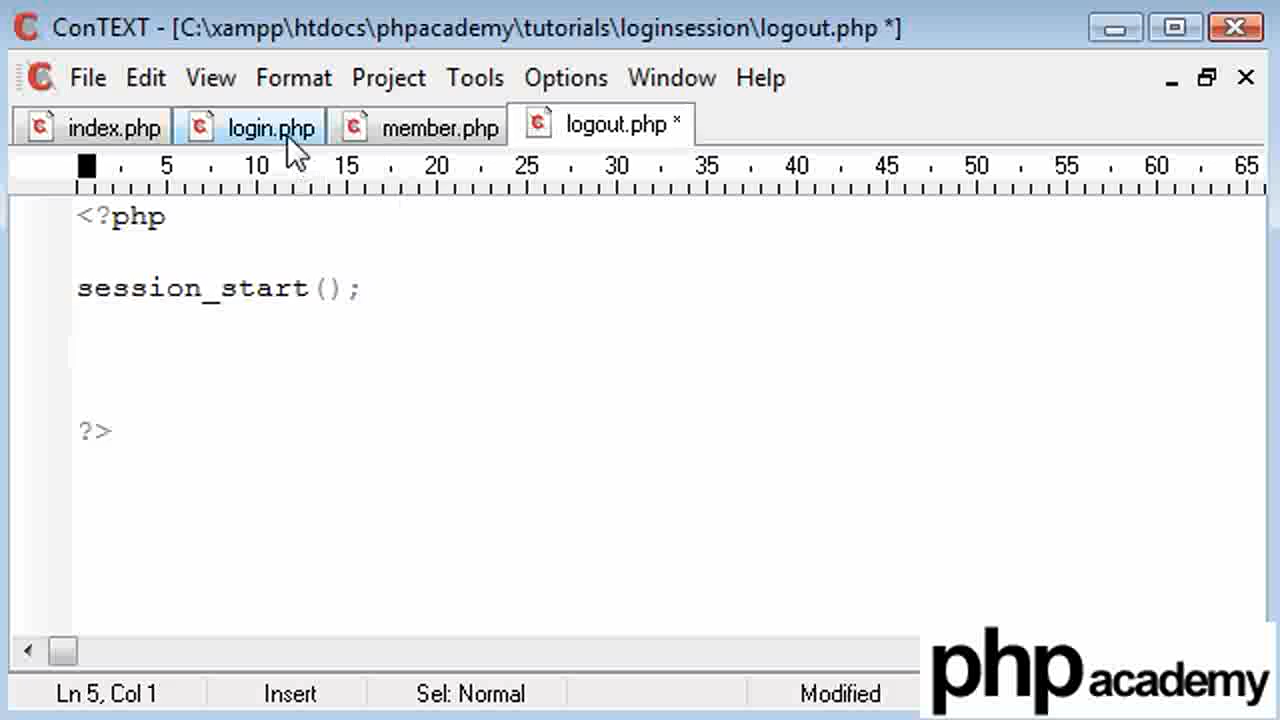 ConTEXT - [C:\xampp\htdocs\phpacademy\tutorials\loginsession\logout.php *]
File Edit View Format Project Tools Options Window Help
index.php login.php member.php logout.php *
5 10 15 20 25 30 35 40 45 50 55 60 65
<?php
session_start();
?>
Ln 5, Col 1 Insert Sel: Normal Modified
php academy